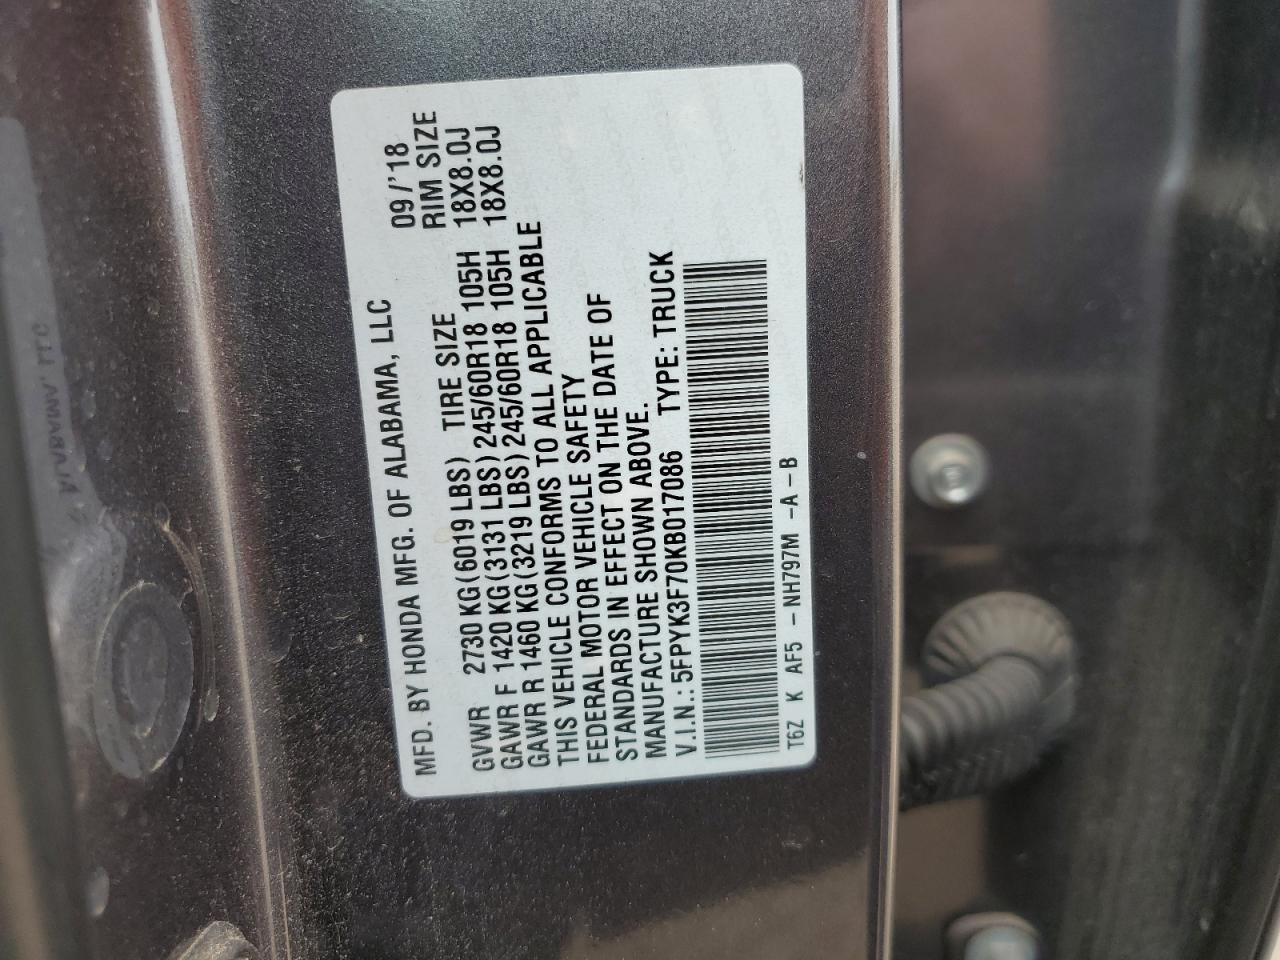 MFD. BY HONDA MFG. OF ALABAMA, LLC 09/'18
GVWR 2730 KG(6019 LBS) TIRE SIZE RIM SIZE
GAWR F 1420 KG(3131 LBS) 245/60R18 105H 18X8.0J
GAWR R 1460 KG(3219 LBS) 245/60R18 105H 18X8.0J
THIS VEHICLE CONFORMS TO ALL APPLICABLE
FEDERAL MOTOR VEHICLE SAFETY
STANDARDS IN EFFECT ON THE DATE OF
MANUFACTURE SHOWN ABOVE.
V.I.N.: 5FPYK3F70KB017086 TYPE: TRUCK
T6Z K AF5 - NH797M -A -B